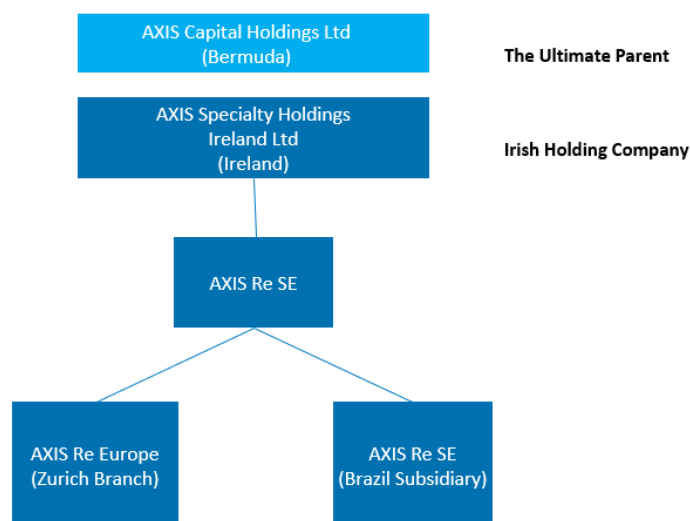 AXIS Capital Holdings Ltd
(Bermuda)
The Ultimate Parent
AXIS Specialty Holdings
Ireland Ltd
(Ireland)
Irish Holding Company
AXIS Re SE
AXIS Re Europe
(Zurich Branch)
AXIS Re SE
(Brazil Subsidiary)